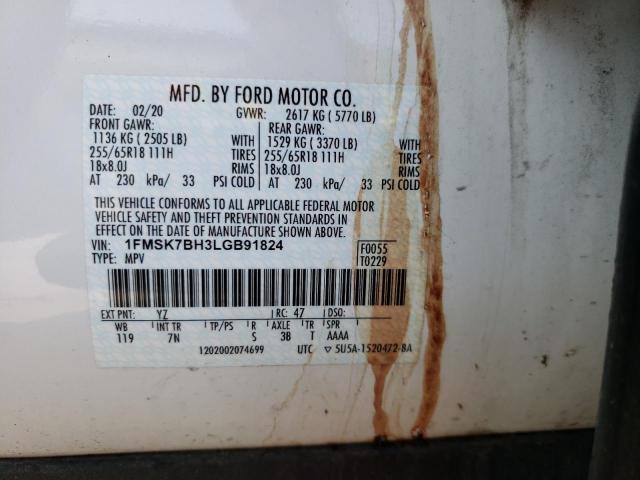 MFD. BY FORD MOTOR CO.
DATE: 02/20 GVWR: 2617 KG ( 5770 LB)
FRONT GAWR: REAR GAWR:
1136 KG ( 2505 LB) WITH 1529 KG ( 3370 LB) WITH
255/65R18 111H TIRES 255/65R18 111H TIRES
18x8.0J RIMS 18x8.0J RIMS
AT 230 kPa/ 33 PSI COLD AT 230 kPa/ 33 PSI COLD
THIS VEHICLE CONFORMS TO ALL APPLICABLE FEDERAL MOTOR
VEHICLE SAFETY AND THEFT PREVENTION STANDARDS IN
EFFECT ON THE DATE OF MANUFACTURE SHOWN ABOVE.
VIN: 1FMSK7BH3LGB91824 F0055
TYPE: MPV T0229
EXT PNT: YZ RC: 47 DSO:
WB INT TR TP/PS R AXLE TR SPR
119 7N S 3B T AAAA
1202002074699 UTC ▽ 5U5A-1520472-BA